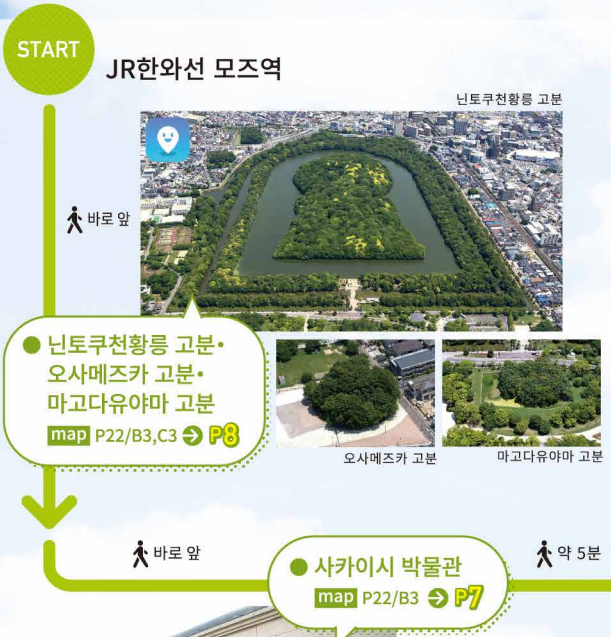 START
JR한와선 모즈역
닌토쿠천황릉 고분
바로 앞
닌토쿠천황릉 고분·
오사메즈카 고분·
마고다유야마 고분
map P22/B3,C3 P8
오사메즈카 고분
마고다유야마 고분
바로 앞
사카이시 박물관
map P22/B3 P7
약 5분